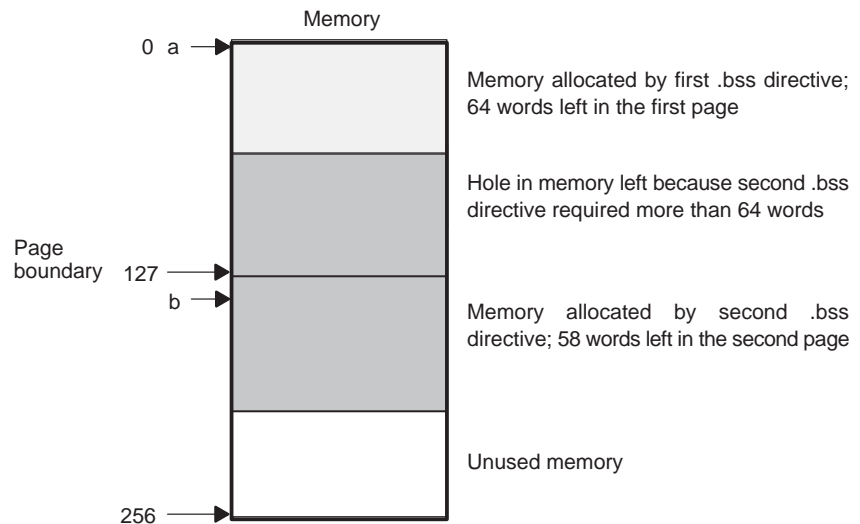 Memory
0 a
Memory allocated by first .bss directive;
64 words left in the first page
Hole in memory left because second .bss
directive required more than 64 words
Page
boundary 127
b
Memory allocated by second .bss
directive; 58 words left in the second page
Unused memory
256